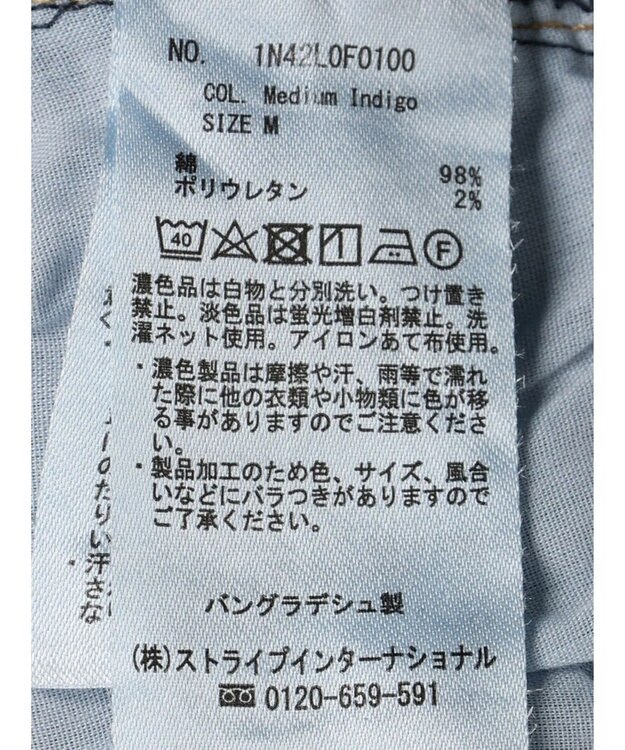 NO. 1N42L0F0100
COL. Medium Indigo
SIZE M
綿 98%
ポリウレタン 2%
40 F
濃色品は白物と分別洗い。つけ置き
禁止。淡色品は蛍光増白剤禁止。洗
濯ネット使用。アイロンあて布使用。
・濃色製品は摩擦や汗、雨等で濡れ
た際に他の衣類や小物類に色が移
る事がありますのでご注意くださ
い。
・製品加工のため色、サイズ、風合
いなどにバラつきがありますので
ご了承ください。
バングラデシュ製
(株)ストライプインターナショナル
0120-659-591